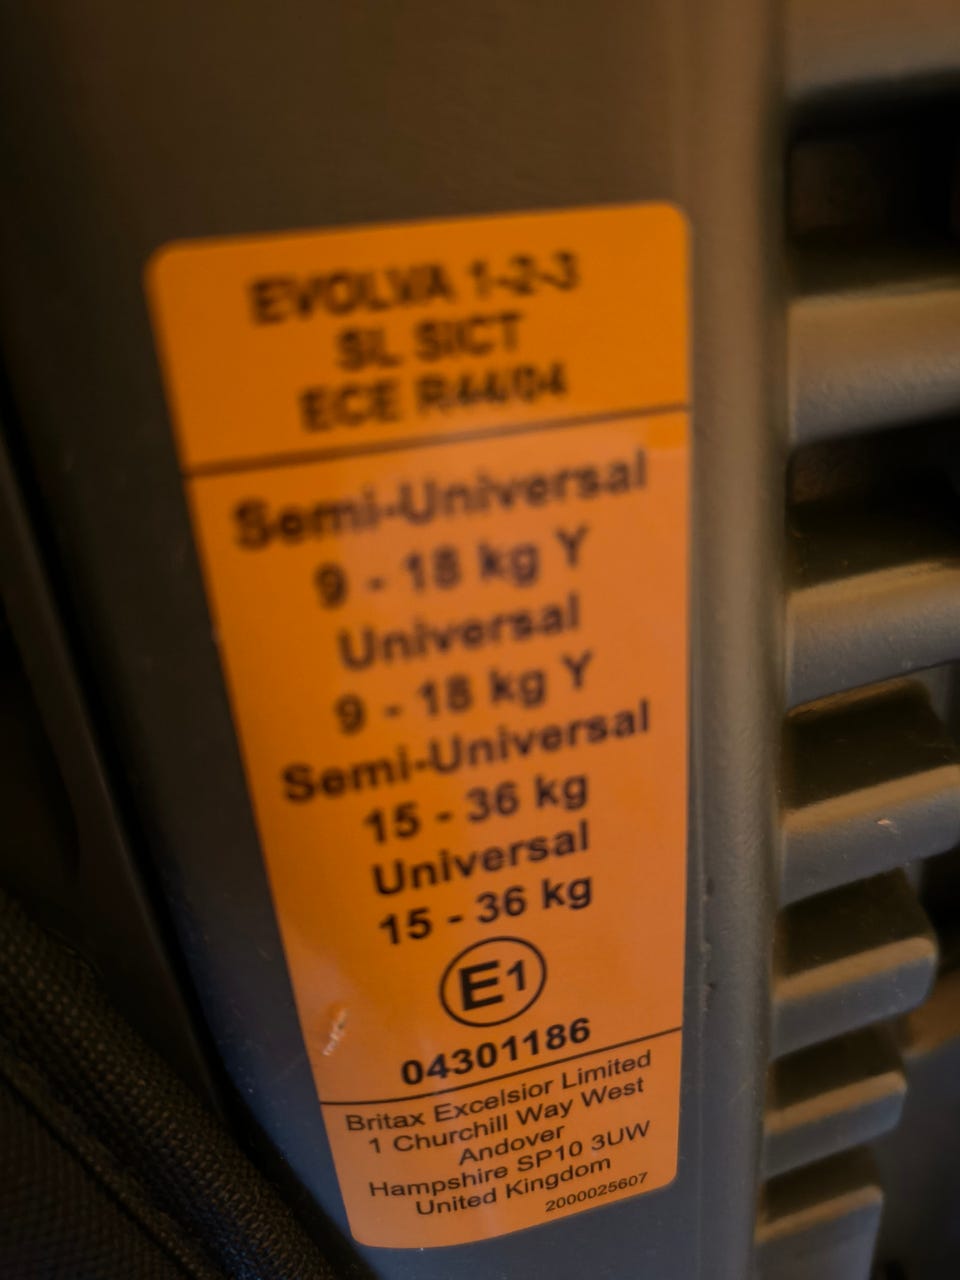 EVOLVA 1-2-3
SL SICT
ECE R44/04
Semi-Universal
9 - 18 kg Y
Universal
9 - 18 kg Y
Semi-Universal
15 - 36 kg
Universal
15 - 36 kg
E1
04301186
Britax Excelsior Limited
1 Churchill Way West
Andover
Hampshire SP10 3UW
United Kingdom
2000025607